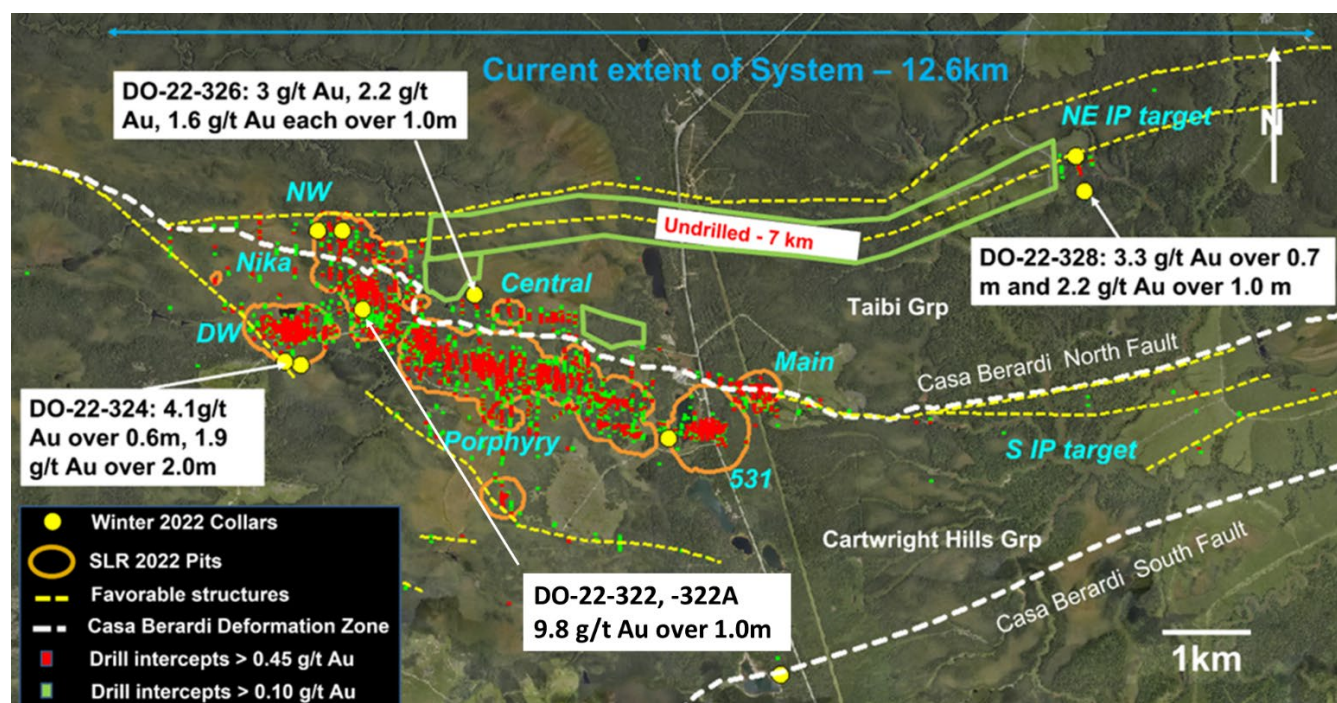 Current extent of System – 12.6km
DO-22-326: 3 g/t Au, 2.2 g/t
Au, 1.6 g/t Au each over 1.0m
NE IP target
N
NW
Undrilled - 7 km
DO-22-328: 3.3 g/t Au over 0.7
m and 2.2 g/t Au over 1.0 m
Nika
Central
Taibi Grp
DW
Main
Casa Berardi North Fault
DO-22-324: 4.1g/t
Au over 0.6m, 1.9
g/t Au over 2.0m
Porphyry
S IP target
531
Cartwright Hills Grp
Casa Berardi South Fault
DO-22-322, -322A
9.8 g/t Au over 1.0m
1km
Winter 2022 Collars
SLR 2022 Pits
Favorable structures
Casa Berardi Deformation Zone
Drill intercepts > 0.45 g/t Au
Drill intercepts > 0.10 g/t Au